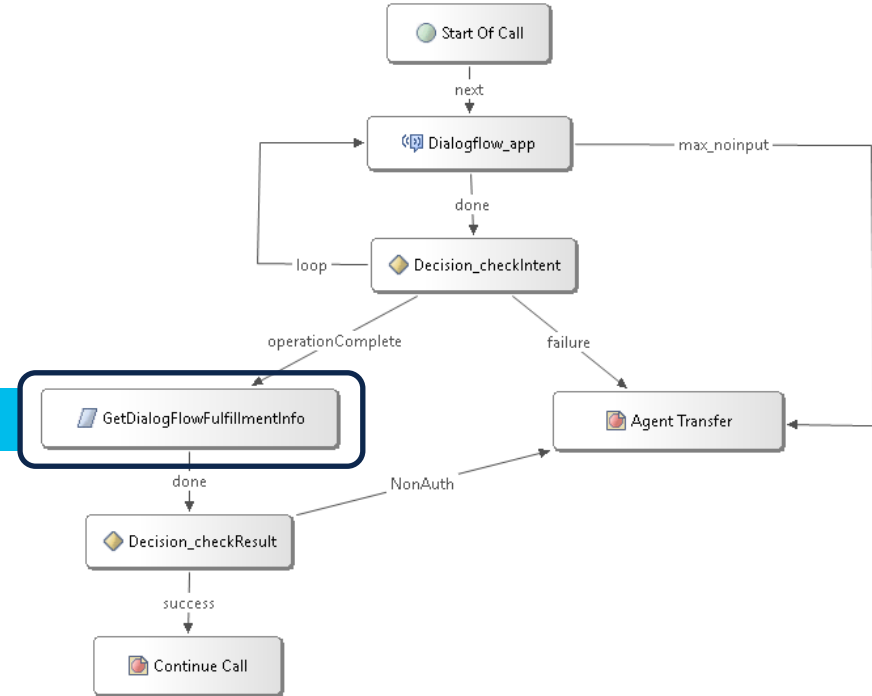 Start Of Call
next
Dialogflow_app
max_noinput
done
loop
Decision_checkIntent
operationComplete
failure
GetDialogFlowFulfillmentInfo
Agent Transfer
done
NonAuth
Decision_checkResult
success
Continue Call